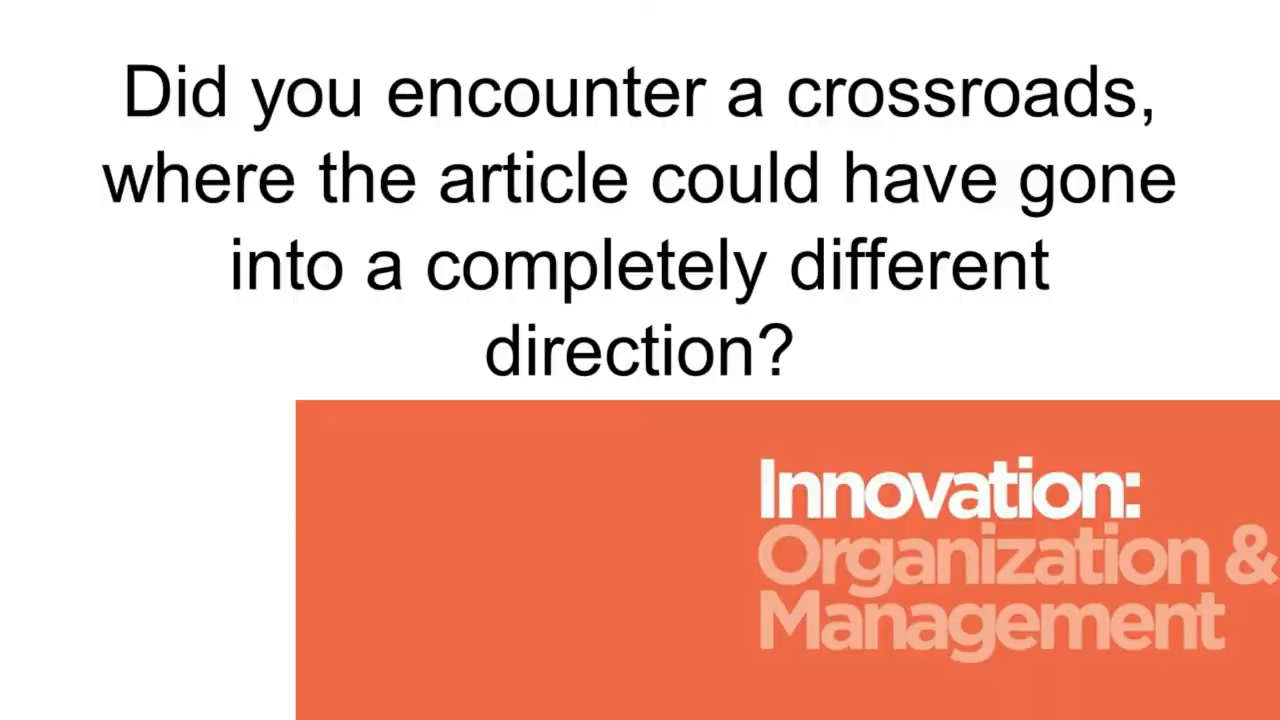 Did you encounter a crossroads,
where the article could have gone
into a completely different
direction?
Innovation:
Organization &
Management